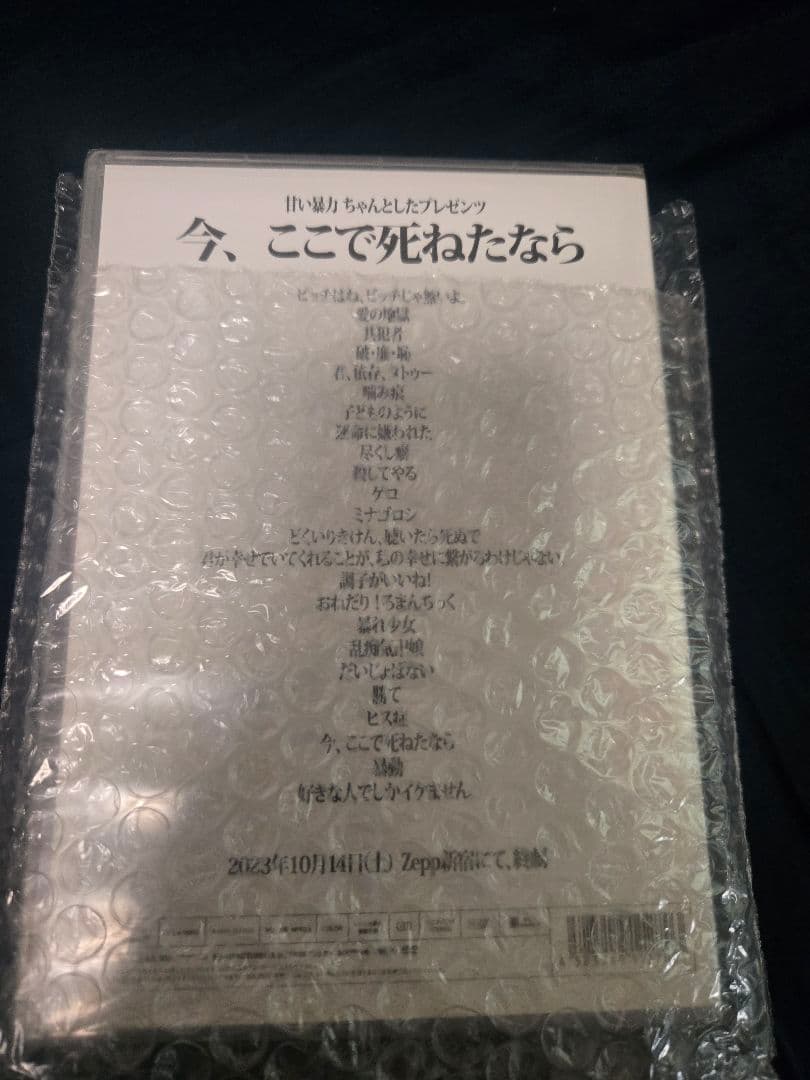 甘い暴力 ちゃんとしたプレゼンツ
今、ここで死ねたなら
ビッチはね、ビッチじゃ無いよ。
愛の地獄
共犯者
破・廉・恥
君、依存、タトゥー
噛み痕
子どものように
運命に嫌われた
尽くし癖
殺してやる
ゲロ
ミナゴロシ
どくいりきけん、聴いたら死ぬで
君が幸せでいてくれることが、私の幸せに繋がるわけじゃない
調子がいいね!
おねだり!ろまんちっく
暴れ少女
乱痴気中娘
だいじょばない
勝て
ヒス症
今、ここで死ねたなら
暴動
好きな人でしかイケません
2023年10月14日(土) Zepp新宿にて、